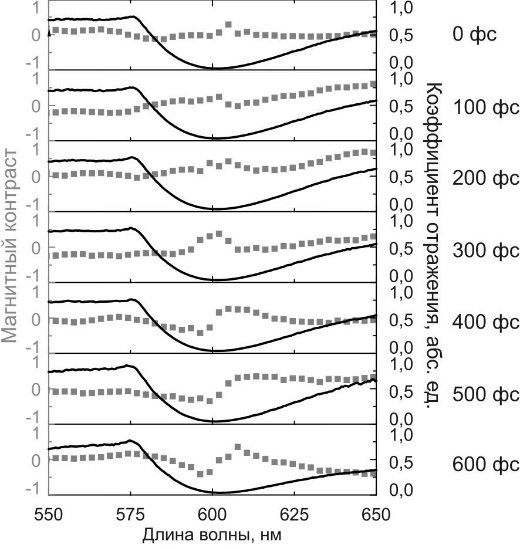 1 1,0
0 0,5 0 фс
-1 0,0
1 1,0
0 0,5 100 фс
-1 0,0
1 1,0
0 0,5 200 фс
-1 0,0
1 1,0
0 0,5 300 фс
-1 0,0
1 1,0
0 0,5 400 фс
-1 0,0
1 1,0
0 0,5 500 фс
-1 0,0
1 1,0
0 0,5 600 фс
-1 0,0
550 575 600 625 650
Длина волны, нм
Магнитный контраст
Коэффициент отражения, абс. ед.